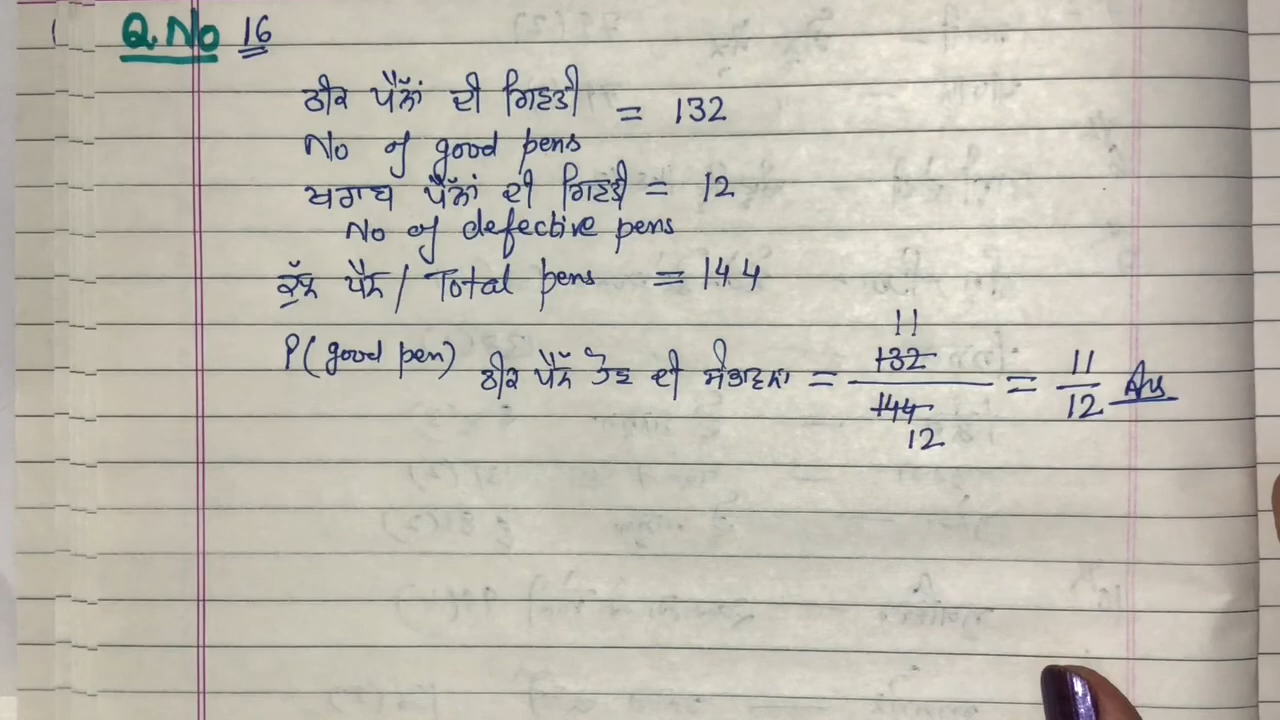 Q.No 16
ਠੀਕ ਪੈੱਨਾਂ ਦੀ ਗਿਣਤੀ = 132
No of good pens
ਖਰਾਬ ਪੈੱਨਾਂ ਦੀ ਗਿਣਤੀ = 12
No of defective pens
ਕੁੱਲ ਪੈੱਨ / Total pens = 144
P(good pen) ਠੀਕ ਪੈੱਨ ਹੋਣ ਦੀ ਸੰਭਾਵਨਾ = 11 132 / 144 12 = 11/12 Ans